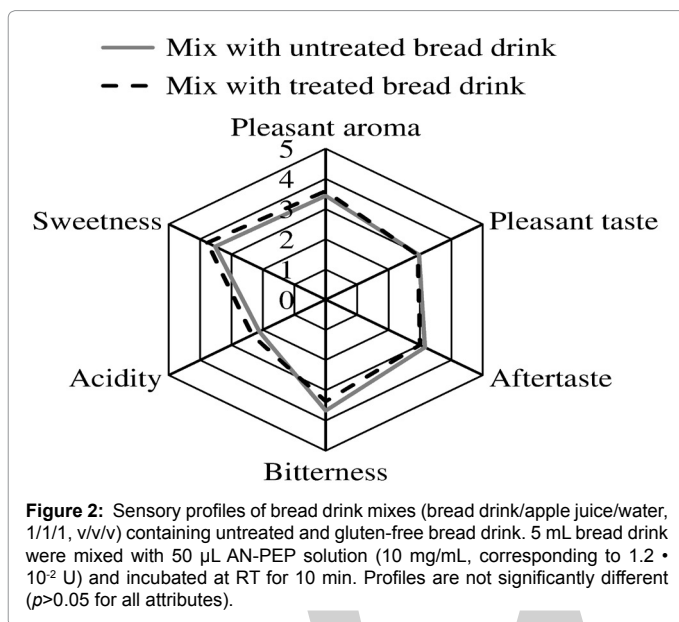 Mix with untreated bread drink
Mix with treated bread drink
Pleasant aroma
5
4
3
2
1
0
Sweetness
Pleasant taste
Acidity
Aftertaste
Bitterness
Figure 2: Sensory profiles of bread drink mixes (bread drink/apple juice/water,
1/1/1, v/v/v) containing untreated and gluten-free bread drink. 5 mL bread drink
were mixed with 50 µL AN-PEP solution (10 mg/mL, corresponding to 1.2 •
10⁻² U) and incubated at RT for 10 min. Profiles are not significantly different
(p>0.05 for all attributes).